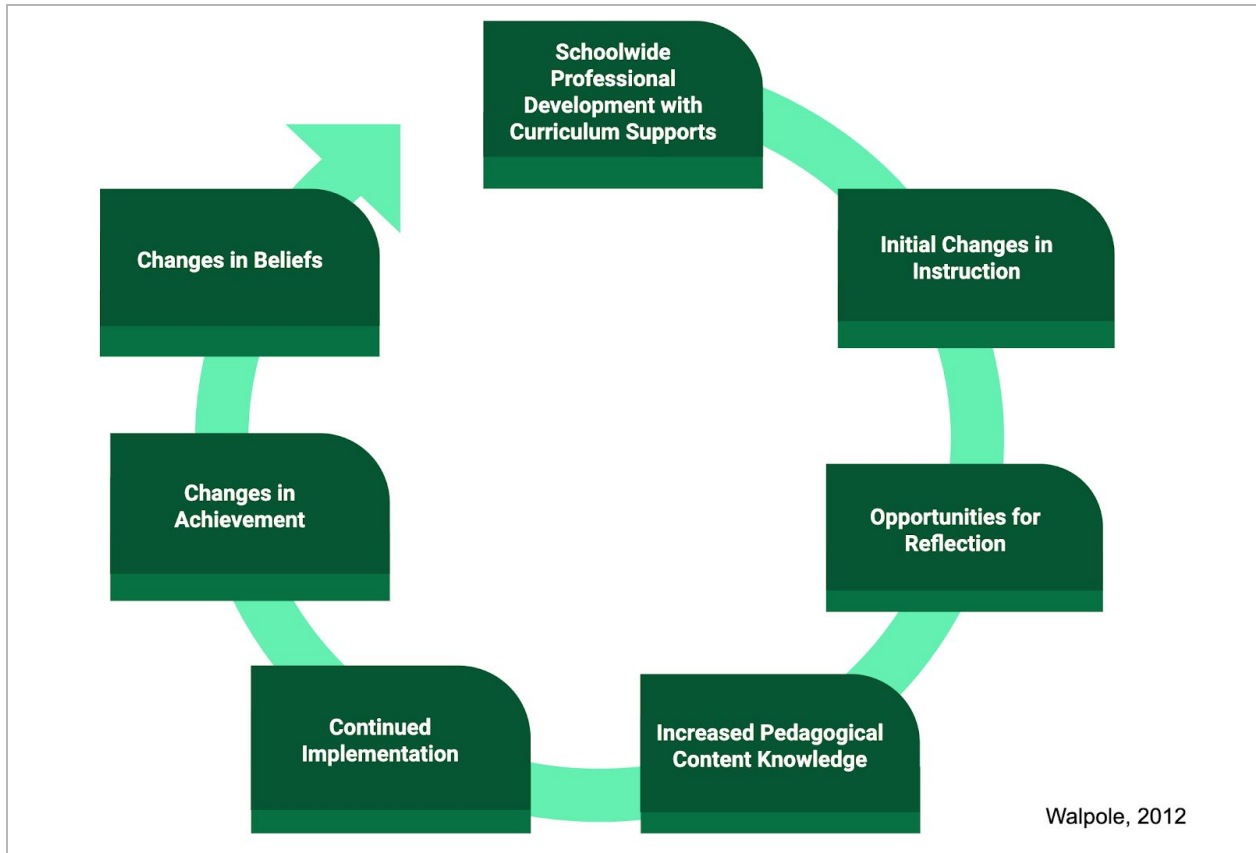 Schoolwide
Professional
Development with
Curriculum Supports
Initial Changes in
Instruction
Opportunities for
Reflection
Increased Pedagogical
Content Knowledge
Continued
Implementation
Changes in
Achievement
Changes in Beliefs
Walpole, 2012